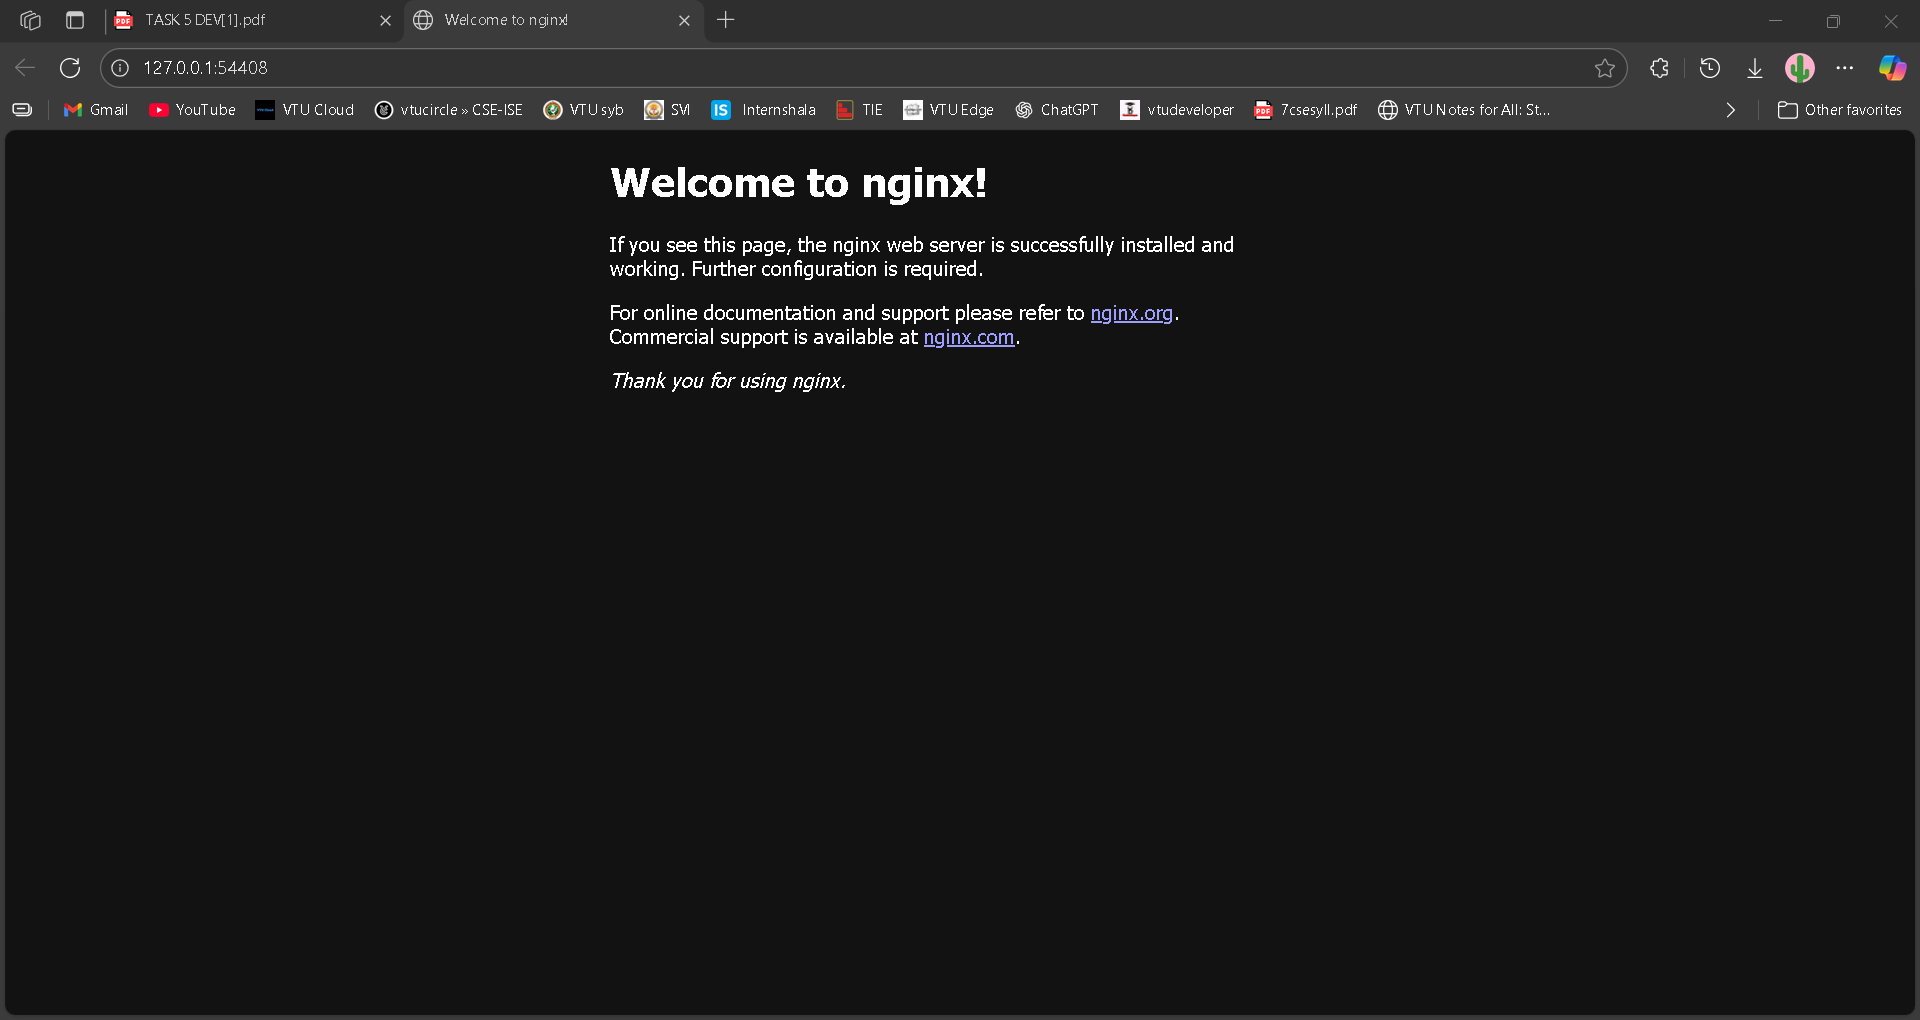 TASK 5 DEV[1].pdf
Welcome to nginx!
127.0.0.1:54408
Gmail
YouTube
VTU Cloud
vtucircle » CSE-ISE
VTU syb
SVI
IS
Internshala
TIE
VTU Edge
ChatGPT
vtudeveloper
PDF
7csesyll.pdf
VTU Notes for All: St...
Other favorites
Welcome to nginx!
If you see this page, the nginx web server is successfully installed and
working. Further configuration is required.
For online documentation and support please refer to nginx.org.
Commercial support is available at nginx.com.
Thank you for using nginx.